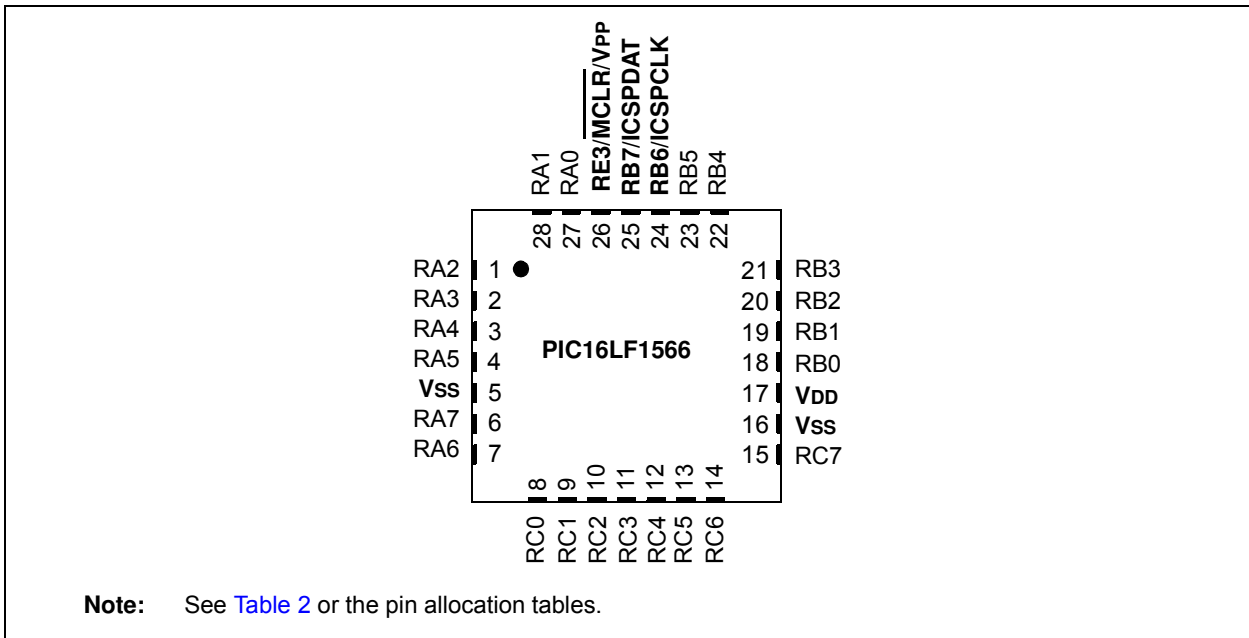 RE3/MCLR/VPP
RB7/ICSPDAT
RB6/ICSPCLK
RA1
RA0
RB5
RB4
28
27
26
25
24
23
22
RA2 1
RA3 2
RA4 3
RA5 4
VSS 5
RA7 6
RA6 7
PIC16LF1566
21 RB3
20 RB2
19 RB1
18 RB0
17 VDD
16 VSS
15 RC7
8
9
10
11
12
13
14
RC0
RC1
RC2
RC3
RC4
RC5
RC6
Note: See Table 2 or the pin allocation tables.